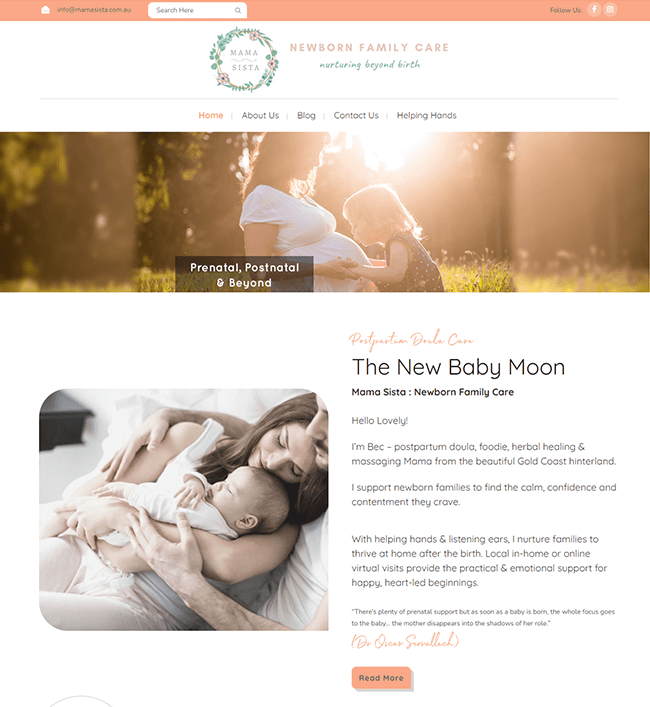 info@mamasista.com.au
Search Here
Follow Us:
MAMA
SISTA
NEWBORN FAMILY CARE
nurturing beyond birth
Home | About Us | Blog | Contact Us | Helping Hands
Prenatal, Postnatal
& Beyond
Postpartum Doula Care
The New Baby Moon
Mama Sista : Newborn Family Care
Hello Lovely!
I'm Bec – postpartum doula, foodie, herbal healing &
massaging Mama from the beautiful Gold Coast hinterland.
I support newborn families to find the calm, confidence and
contentment they crave.
With helping hands & listening ears, I nurture families to
thrive at home after the birth. Local in-home or online
virtual visits provide the practical & emotional support for
happy, heart-led beginnings.
"There's plenty of prenatal support but as soon as a baby is born, the whole focus goes
to the baby... the mother disappears into the shadows of her role."
(Dr Oscar Serrallach)
Read More